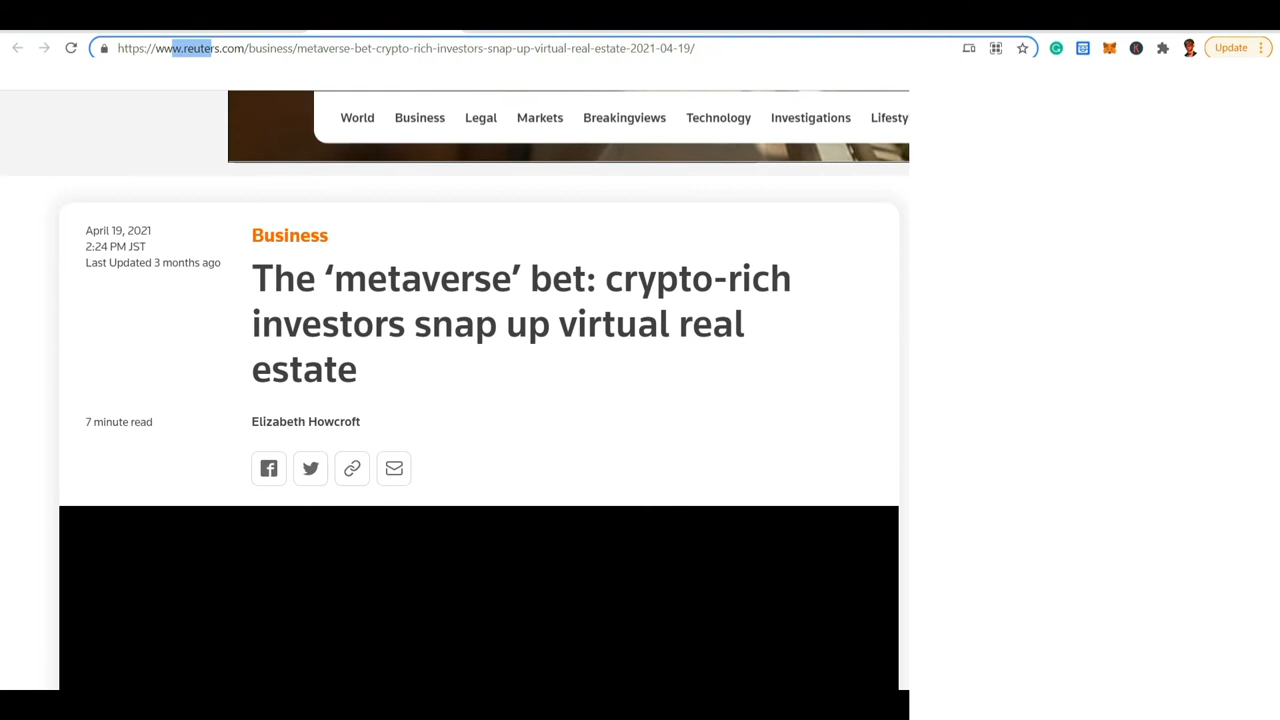 https://www.reuters.com/business/metaverse-bet-crypto-rich-investors-snap-up-virtual-real-estate-2021-04-19/
Update
World Business Legal Markets Breakingviews Technology Investigations Lifesty
April 19, 2021
2:24 PM JST
Last Updated 3 months ago
Business
The ‘metaverse’ bet: crypto-rich
investors snap up virtual real
estate
7 minute read
Elizabeth Howcroft